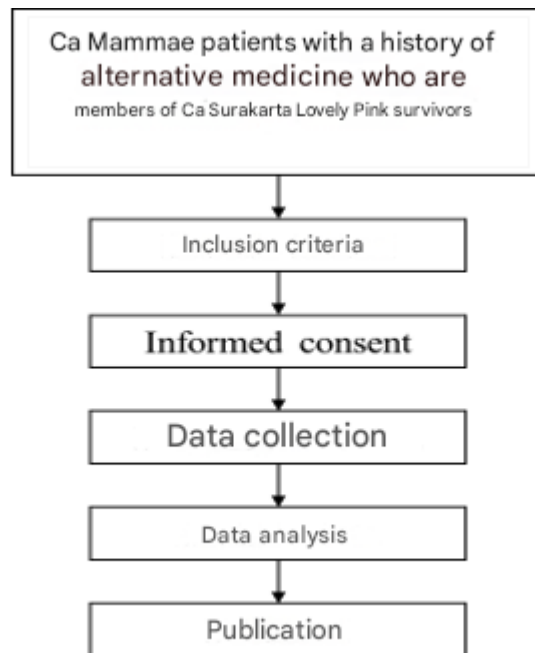 Ca Mammae patients with a history of
alternative medicine who are
members of Ca Surakarta Lovely Pink survivors
Inclusion criteria
Informed consent
Data collection
Data analysis
Publication